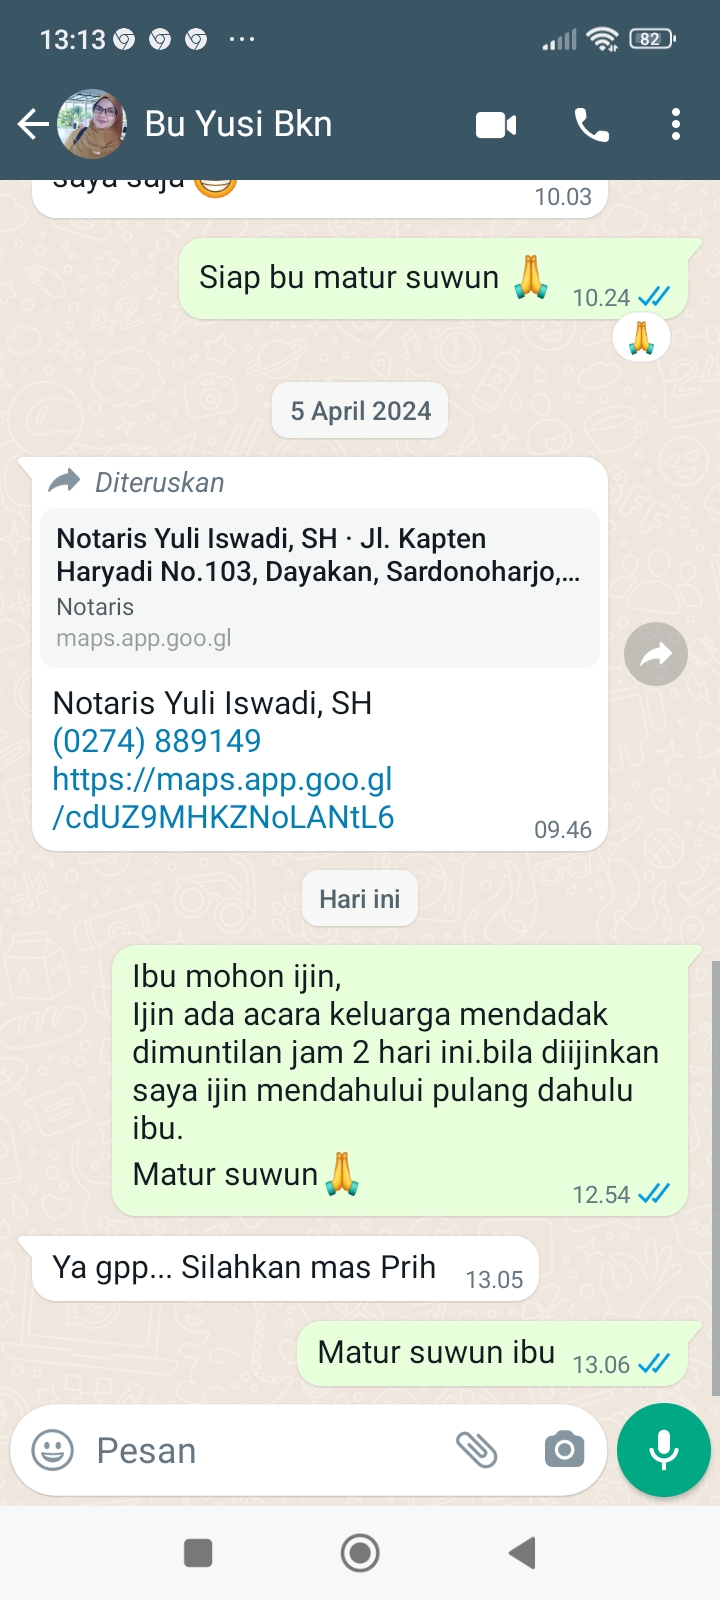 13:13
82
Bu Yusi Bkn
saya saja
10.03
Siap bu matur suwun
10.24
5 April 2024
Diteruskan
Notaris Yuli Iswadi, SH · Jl. Kapten
Haryadi No.103, Dayakan, Sardonoharjo,...
Notaris
maps.app.goo.gl
Notaris Yuli Iswadi, SH
(0274) 889149
https://maps.app.goo.gl
/cdUZ9MHKZNoLANtL6
09.46
Hari ini
Ibu mohon ijin,
Ijin ada acara keluarga mendadak
dimuntilan jam 2 hari ini.bila diijinkan
saya ijin mendahului pulang dahulu
ibu.
Matur suwun🙏
12.54
Ya gpp... Silahkan mas Prih
13.05
Matur suwun ibu
13.06
Pesan